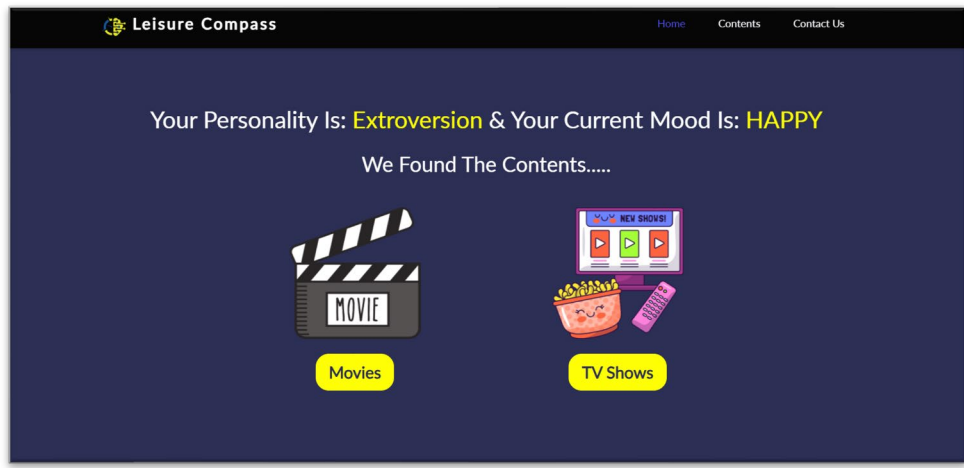 Leisure Compass
Home Contents Contact Us
Your Personality Is: Extroversion & Your Current Mood Is: HAPPY
We Found The Contents.....
NEW SHOWS!
MOVIE
Movies
TV Shows